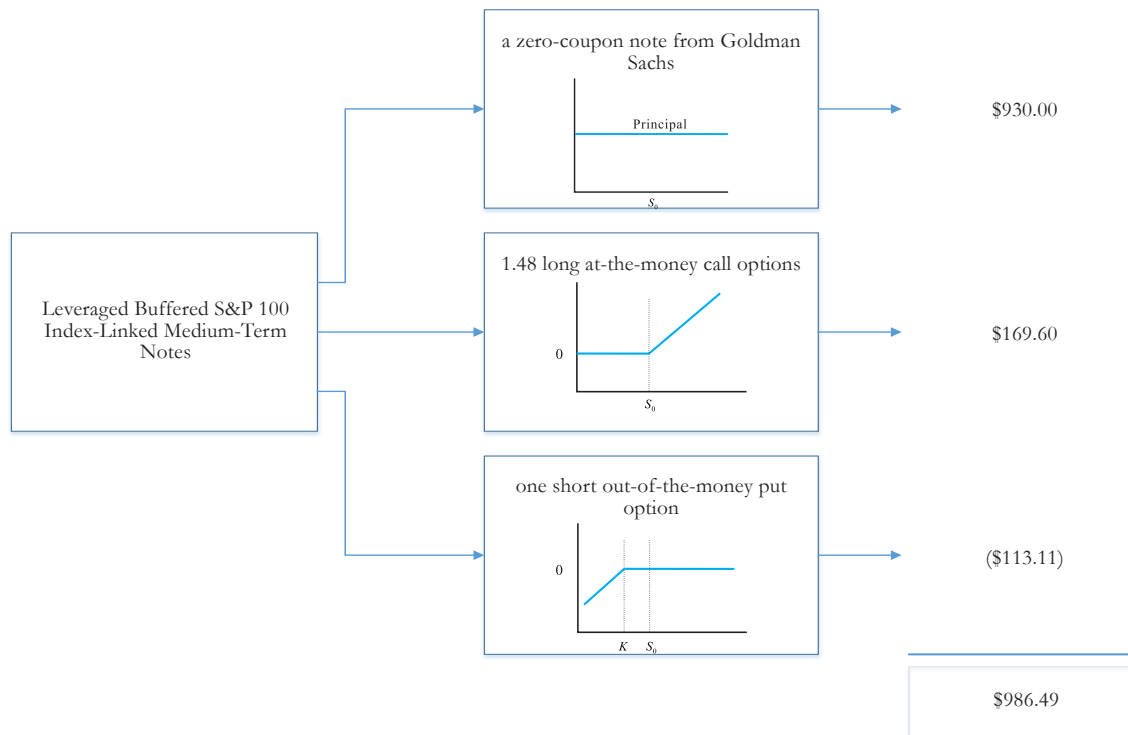 a zero-coupon note from Goldman
Sachs
Principal
S₀
$930.00
Leveraged Buffered S&P 100
Index-Linked Medium-Term
Notes
1.48 long at-the-money call options
0
S₀
$169.60
one short out-of-the-money put
option
0
K S₀
($113.11)
$986.49